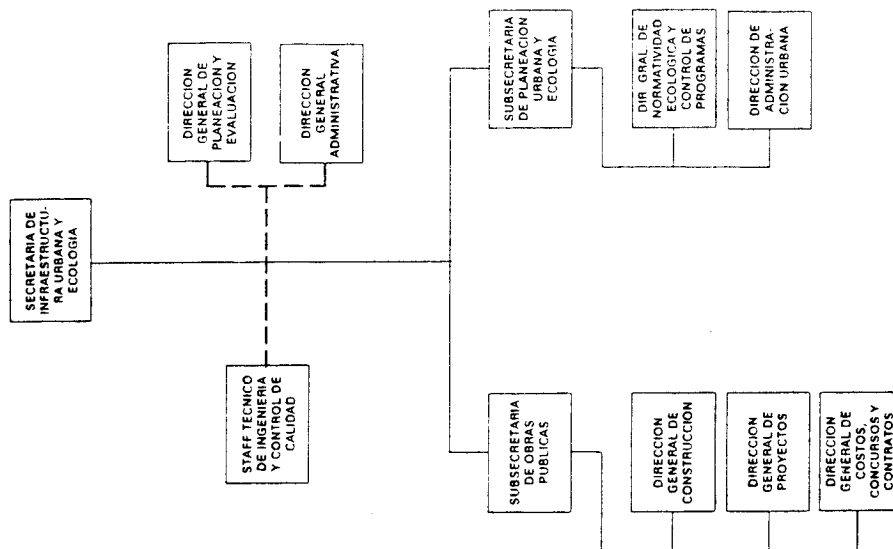 SECRETARIA DE
INFRAESTRUCTU-
RA URBANA Y
ECOLOGIA
STAFF TECNICO
DE INGENIERIA
Y CONTROL DE
CALIDAD
DIRECCION
GENERAL DE
PLANEACION Y
EVALUACION
DIRECCION
GENERAL
ADMINISTRATIVA
SUBSECRETARIA
DE OBRAS
PUBLICAS
DIRECCION
GENERAL DE
CONSTRUCCION
DIRECCION
GENERAL DE
PROYECTOS
DIRECCION
GENERAL DE
COSTOS,
CONCURSOS Y
CONTRATOS
SUBSECRETARIA
DE PLANEACION
URBANA Y
ECOLOGIA
DIR GRAL DE
NORMATIVIDAD
ECOLOGICA Y
CONTROL DE
PROGRAMAS
DIRECCION DE
ADMINISTRA-
CION URBANA